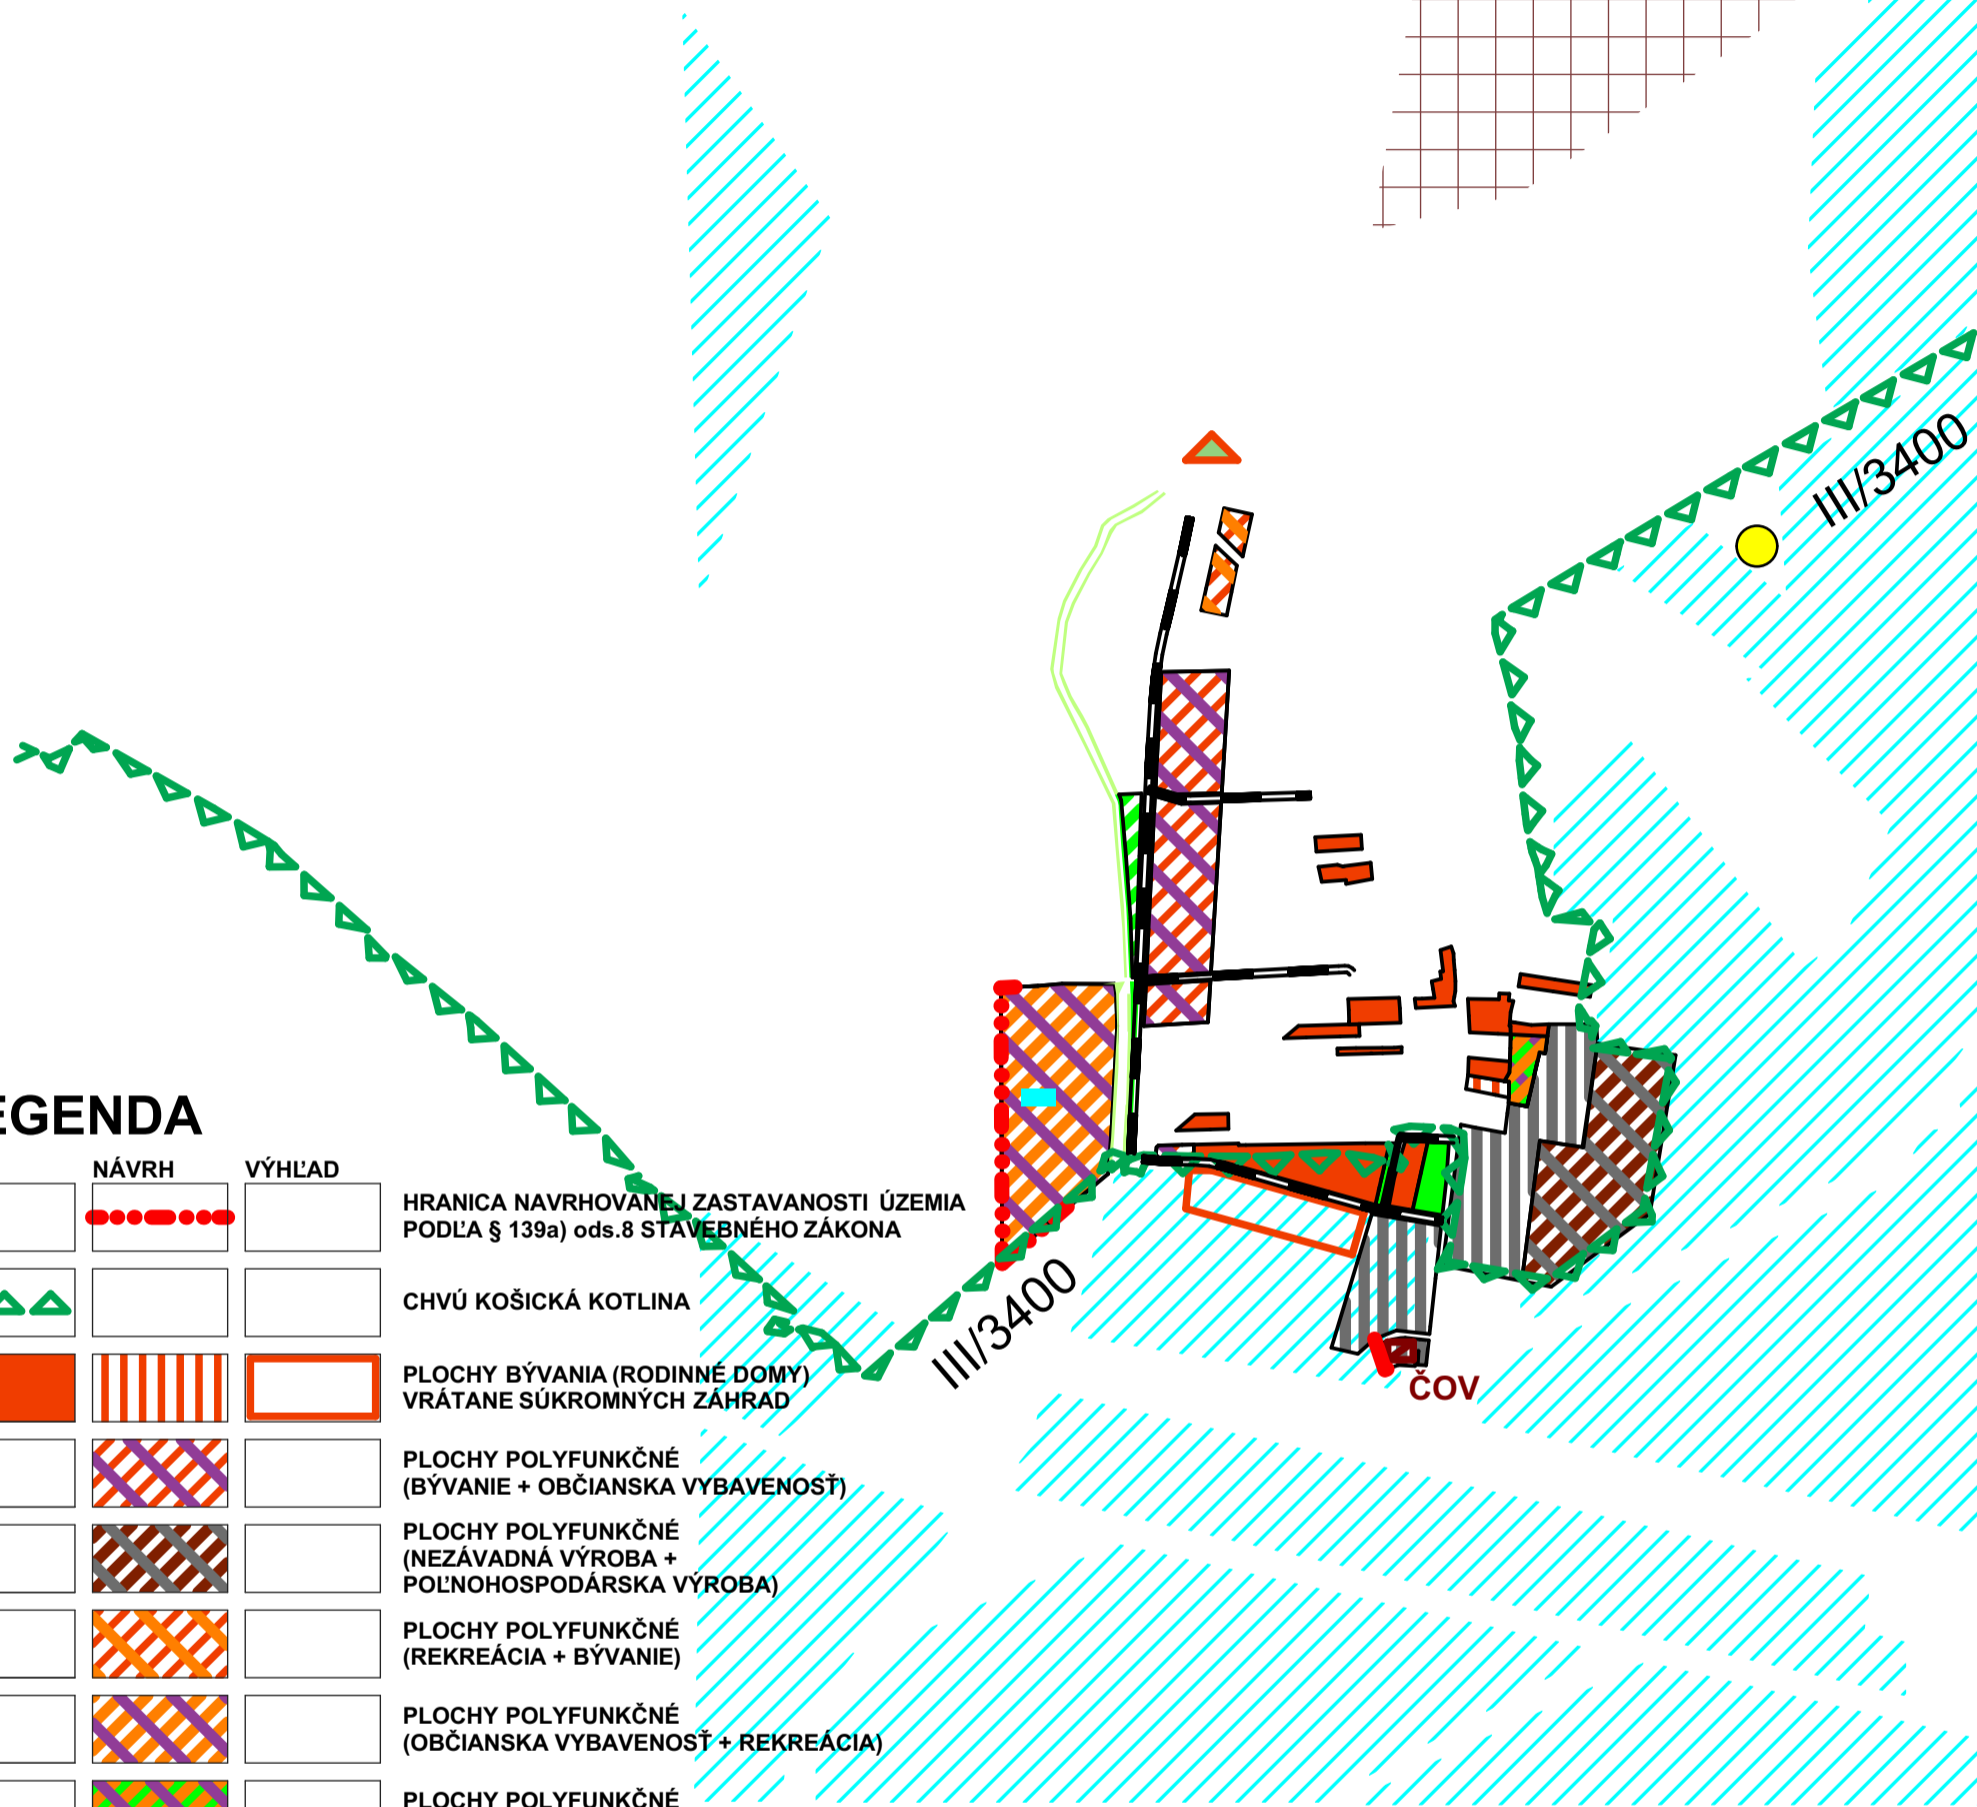 III/3400
III/3400
ČOV
EGENDA
NÁVRH
VÝHĽAD
HRANICA NAVRHOVANEJ ZASTAVANOSTI ÚZEMIA
PODĽA § 139a) ods.8 STAVEBNÉHO ZÁKONA
CHVÚ KOŠICKÁ KOTLINA
PLOCHY BÝVANIA (RODINNÉ DOMY)
VRÁTANE SÚKROMNÝCH ZÁHRAD
PLOCHY POLYFUNKČNÉ
(BÝVANIE + OBČIANSKA VYBAVENOSŤ)
PLOCHY POLYFUNKČNÉ
(NEZÁVADNÁ VÝROBA +
POĽNOHOSPODÁRSKA VÝROBA)
PLOCHY POLYFUNKČNÉ
(REKREÁCIA + BÝVANIE)
PLOCHY POLYFUNKČNÉ
(OBČIANSKA VYBAVENOSŤ + REKREÁCIA)
PLOCHY POLYFUNKČNÉ